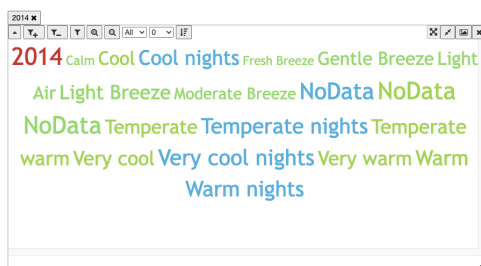 2014 ✖
All 0
2014 Calm Cool Cool nights Fresh Breeze Gentle Breeze Light
Air Light Breeze Moderate Breeze NoData NoData
NoData Temperate Temperate nights Temperate
warm Very cool Very cool nights Very warm Warm
Warm nights